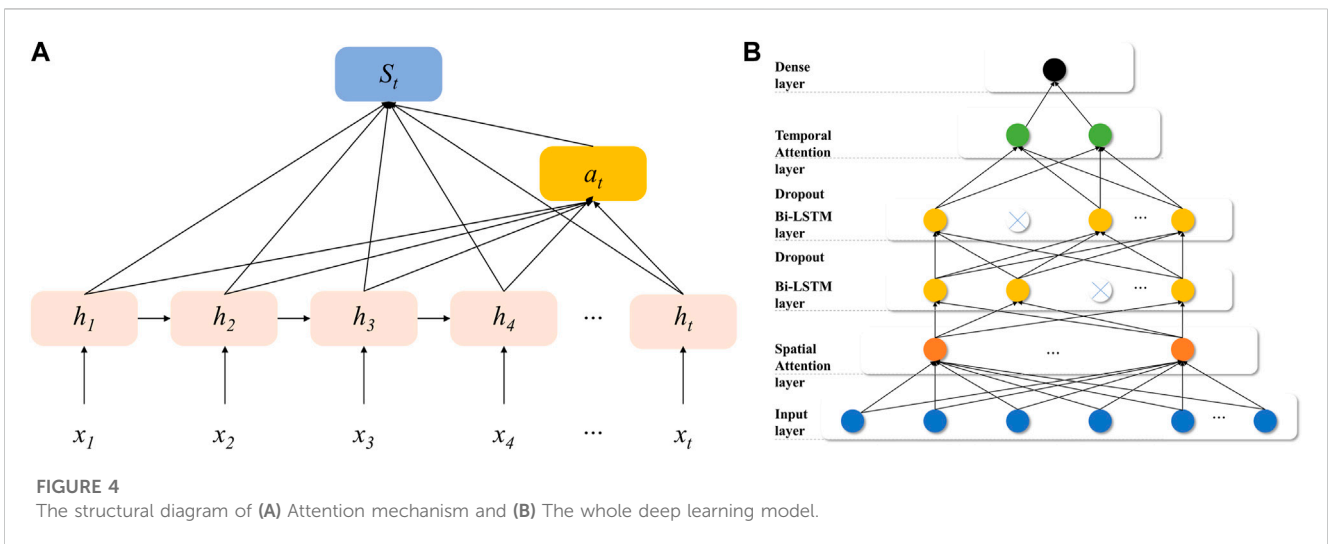 A
S_t
a_t
h_1 h_2 h_3 h_4 ... h_t
x_1 x_2 x_3 x_4 ... x_t
B
Dense
layer
Temporal
Attention
layer
Dropout
Bi-LSTM
layer
...
Dropout
Bi-LSTM
layer
...
Spatial
Attention
layer
...
Input
layer
...
FIGURE 4
The structural diagram of (A) Attention mechanism and (B) The whole deep learning model.